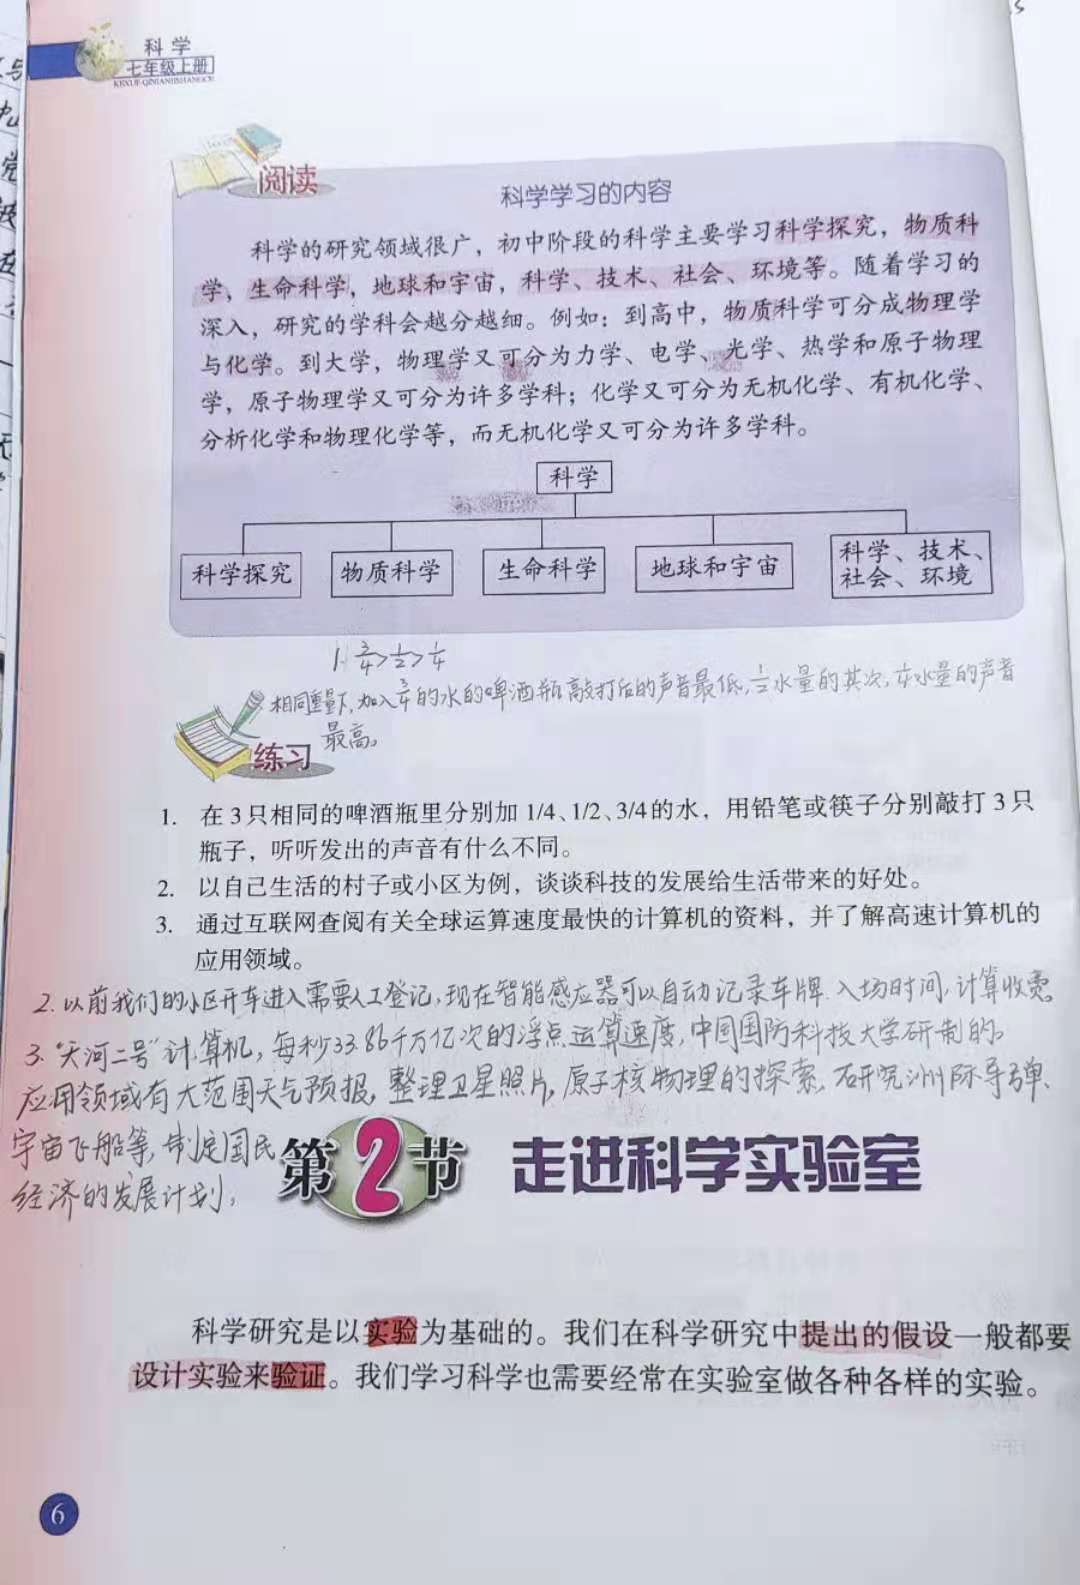 科学
七年级上册
KEXUE·QINIANJISHANGCE
阅读
科学学习的内容
科学的研究领域很广，初中阶段的科学主要学习科学探究，物质科
学，生命科学，地球和宇宙，科学、技术、社会、环境等。随着学习的
深入，研究的学科会越分越细。例如：到高中，物质科学可分成物理学
与化学。到大学，物理学又可分为力学、电学、光学、热学和原子物理
学，原子物理学又可分为许多学科；化学又可分为无机化学、有机化学、
分析化学和物理化学等，而无机化学又可分为许多学科。
科学
科学探究
物质科学
生命科学
地球和宇宙
科学、技术、
社会、环境
1. 3/4>1/2>1/4
相同重量下,加入3/4的水的啤酒瓶敲打后的声音最低,1/2水量的其次,1/4水量的声音
最高。
练习
1. 在3只相同的啤酒瓶里分别加1/4、1/2、3/4的水，用铅笔或筷子分别敲打3只
瓶子，听听发出的声音有什么不同。
2. 以自己生活的村子或小区为例，谈谈科技的发展给生活带来的好处。
3. 通过互联网查阅有关全球运算速度最快的计算机的资料，并了解高速计算机的
应用领域。
2.以前我们的小区开车进入需要人工登记,现在智能感应器可以自动记录车牌.入场时间,计算收费。
3."天河二号"计算机,每秒33.86千万亿次的浮点运算速度,中国国防科技大学研制的。
应用领域有大范围天气预报,整理卫星照片,原子核物理的探索,研究洲际导弹、
宇宙飞船等,制定国民
经济的发展计划。
第2节 走进科学实验室
科学研究是以实验为基础的。我们在科学研究中提出的假设一般都要
设计实验来验证。我们学习科学也需要经常在实验室做各种各样的实验。
6